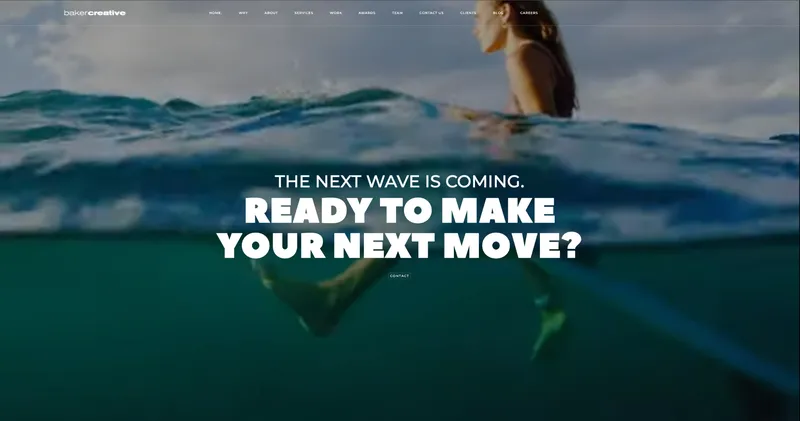 bakercreative
HOME WHY ABOUT SERVICES WORK AWARDS TEAM CONTACT US CLIENTS BLOG CAREERS
THE NEXT WAVE IS COMING.
READY TO MAKE
YOUR NEXT MOVE?
CONTACT